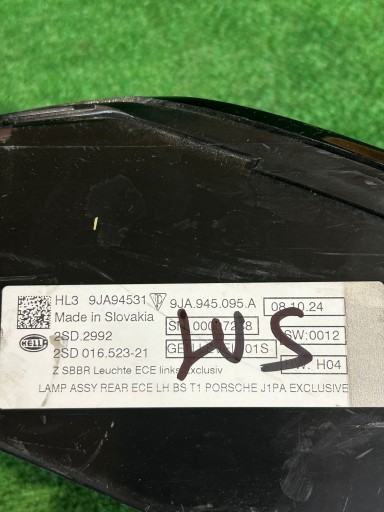 HL3 9JA94531 9JA.945.095.A 08.10.24
Made in Slovakia SW:0012
HELLA 2SD.2992
2SD 016.523-21 H04
Z SBBR Leuchte ECE links Exclusiv
LAMP ASSY REAR ECE LH BS T1 PORSCHE J1PA EXCLUSIVE